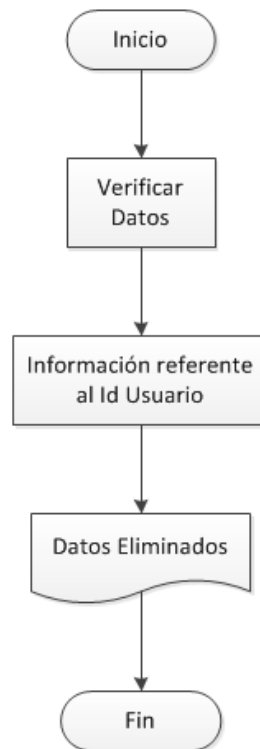 Inicio
Verificar
Datos
Información referente
al Id Usuario
Datos Eliminados
Fin